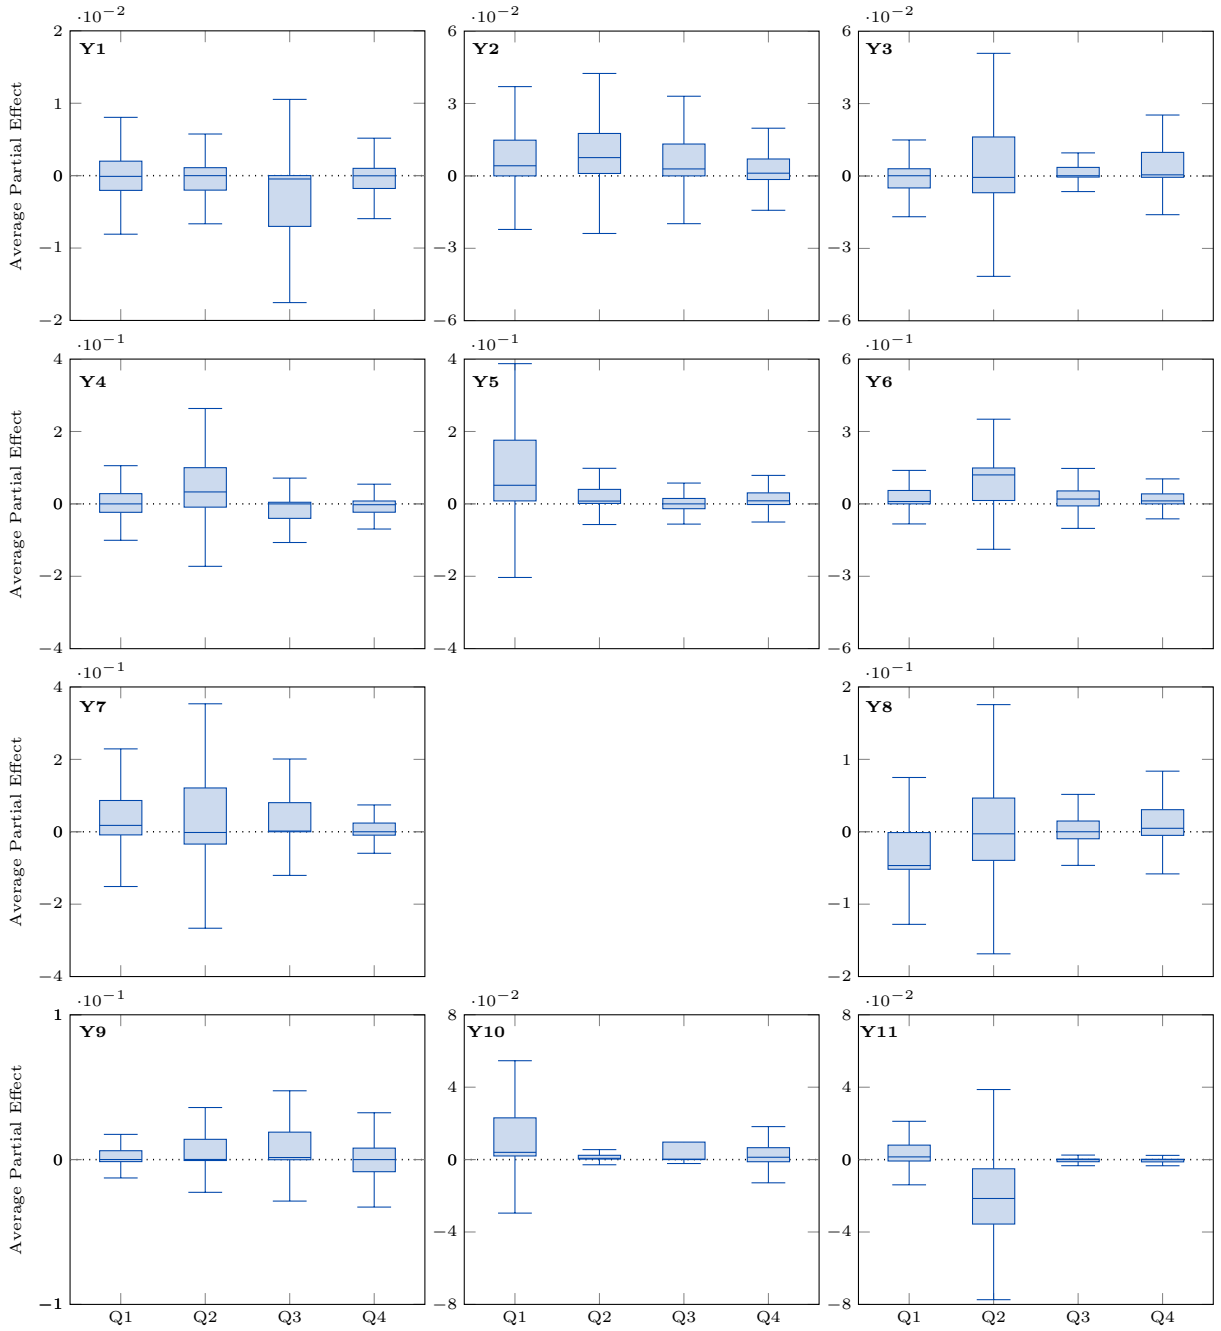 ·10⁻² ·10⁻² ·10⁻²
2 6 6
Y1 Y2 Y3
1 3 3
0 0 0
−1 −3 −3
−2 −6 −6
Average Partial Effect
·10⁻¹ ·10⁻¹ ·10⁻¹
4 4 6
Y4 Y5 Y6
2 2 3
0 0 0
−2 −2 −3
−4 −4 −6
Average Partial Effect
·10⁻¹ ·10⁻¹
4 2
Y7 Y8
2 1
0 0
−2 −1
−4 −2
Average Partial Effect
·10⁻¹ ·10⁻² ·10⁻²
1 8 8
Y9 Y10 Y11
4 4
0 0 0
−4 −4
−1 −8 −8
Average Partial Effect
Q1 Q2 Q3 Q4 Q1 Q2 Q3 Q4 Q1 Q2 Q3 Q4